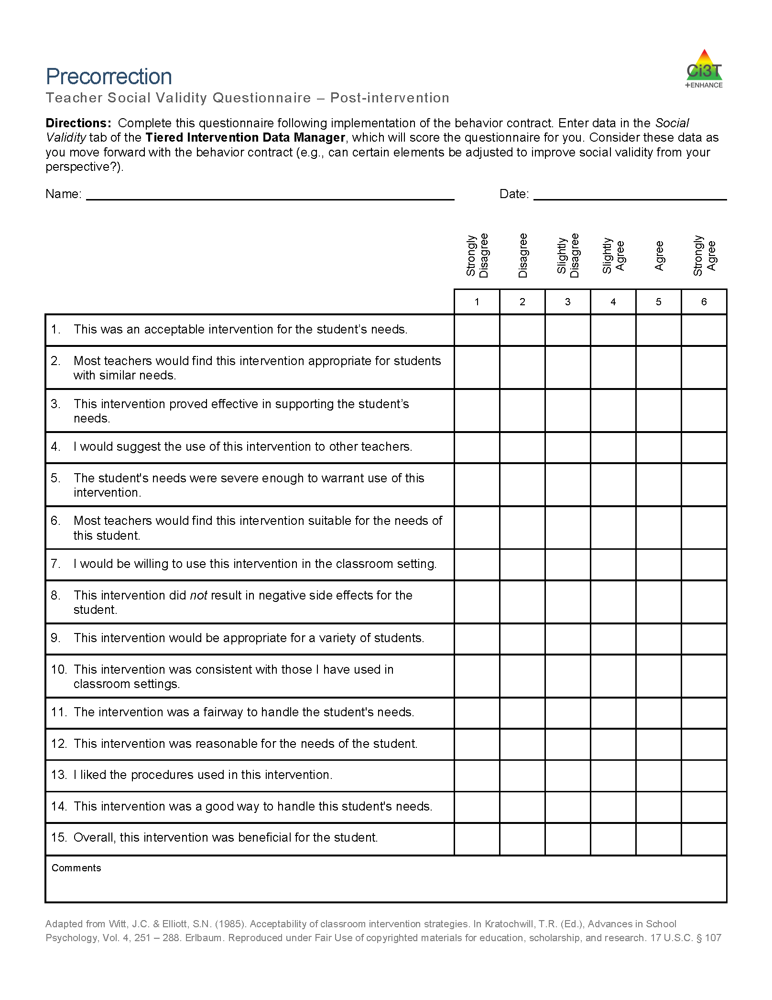 Ci3T
+ENHANCE
Precorrection
Teacher Social Validity Questionnaire – Post-intervention
Directions: Complete this questionnaire following implementation of the behavior contract. Enter data in the Social
Validity tab of the Tiered Intervention Data Manager, which will score the questionnaire for you. Consider these data as
you move forward with the behavior contract (e.g., can certain elements be adjusted to improve social validity from your
perspective?).
Name:
Date:
Strongly
Disagree
Disagree
Slightly
Disagree
Slightly
Agree
Agree
Strongly
Agree
1 2 3 4 5 6
1. This was an acceptable intervention for the student’s needs.
2. Most teachers would find this intervention appropriate for students
with similar needs.
3. This intervention proved effective in supporting the student’s
needs.
4. I would suggest the use of this intervention to other teachers.
5. The student's needs were severe enough to warrant use of this
intervention.
6. Most teachers would find this intervention suitable for the needs of
this student.
7. I would be willing to use this intervention in the classroom setting.
8. This intervention did not result in negative side effects for the
student.
9. This intervention would be appropriate for a variety of students.
10. This intervention was consistent with those I have used in
classroom settings.
11. The intervention was a fairway to handle the student's needs.
12. This intervention was reasonable for the needs of the student.
13. I liked the procedures used in this intervention.
14. This intervention was a good way to handle this student's needs.
15. Overall, this intervention was beneficial for the student.
Comments
Adapted from Witt, J.C. & Elliott, S.N. (1985). Acceptability of classroom intervention strategies. In Kratochwill, T.R. (Ed.), Advances in School
Psychology, Vol. 4, 251 – 288. Erlbaum. Reproduced under Fair Use of copyrighted materials for education, scholarship, and research. 17 U.S.C. § 107